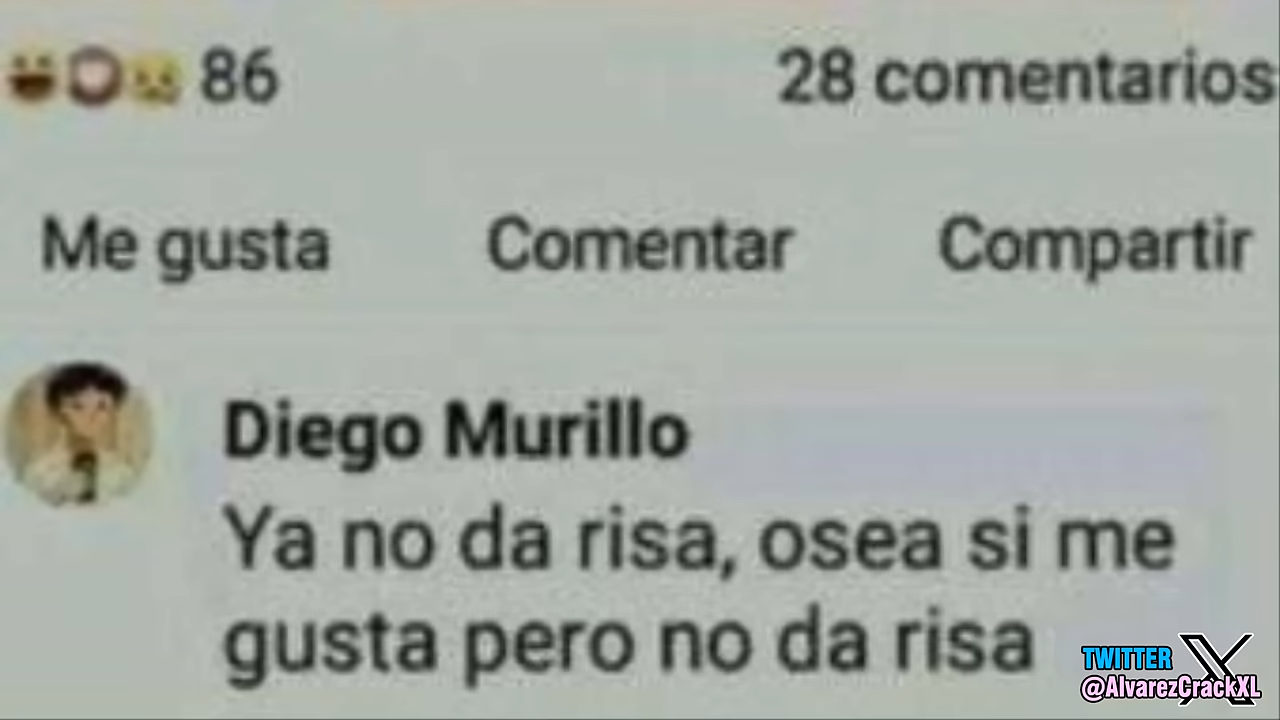 86
28 comentarios
Me gusta
Comentar
Compartir
Diego Murillo
Ya no da risa, osea si me
gusta pero no da risa
TWITTER X
@AlvarezCrackXL